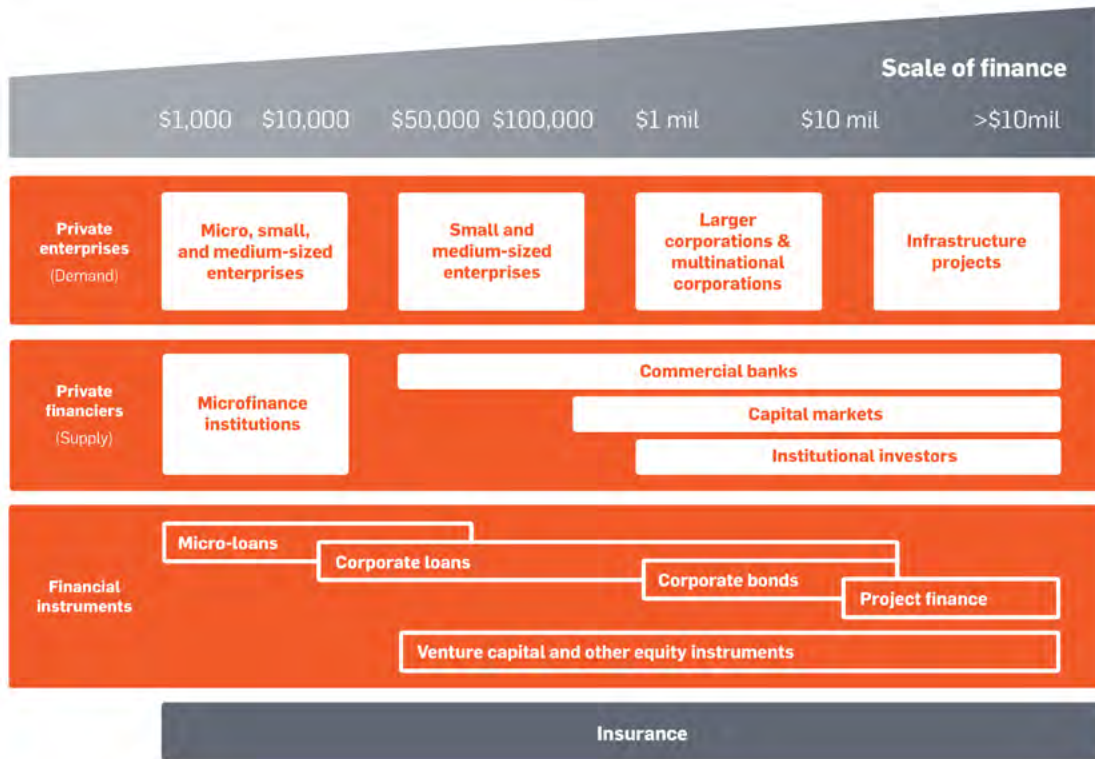 Scale of finance
$1,000 $10,000 $50,000 $100,000 $1 mil $10 mil >$10mil
Private
enterprises
(Demand)
Micro, small,
and medium-sized
enterprises
Small and
medium-sized
enterprises
Larger
corporations &
multinational
corporations
Infrastructure
projects
Private
financiers
(Supply)
Microfinance
institutions
Commercial banks
Capital markets
Institutional investors
Financial
instruments
Micro-loans
Corporate loans
Corporate bonds
Project finance
Venture capital and other equity instruments
Insurance